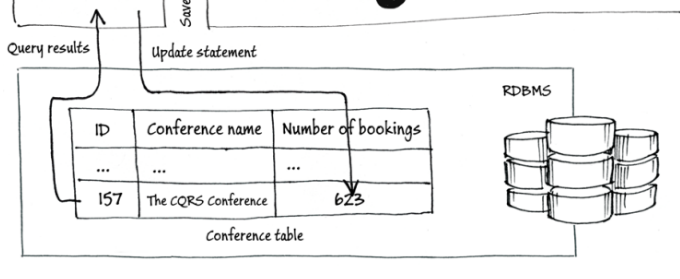 Save
Query results
Update statement
RDBMS
ID Conference name Number of bookings
... ... ...
157 The CQRS Conference 623
Conference table